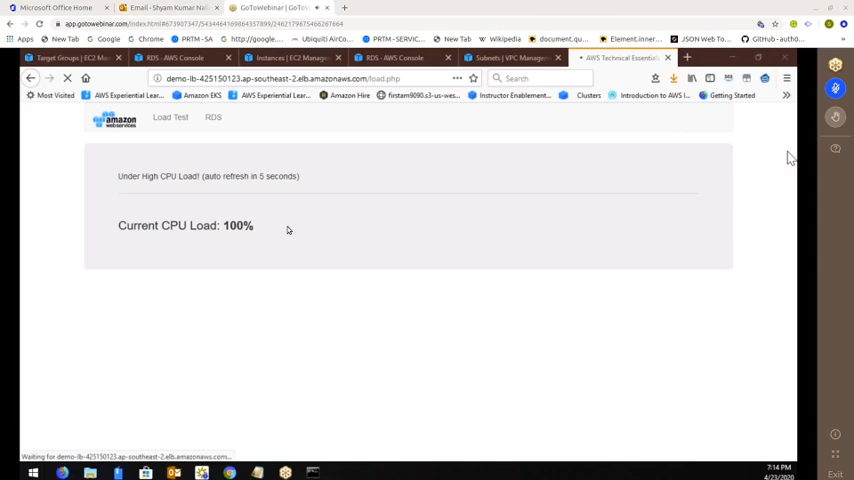 Microsoft Office Home
Email - Shyam Kumar Nal
GoToWebinar | GoTo
app.gotowebinar.com/index.html#673907347/5434464169864357899/2462179675466267664
Apps New Tab Google Chrome PRTM-SA http://google.... Ubiquiti AirCo... PRTM-SERVIC... New Tab Wikipedia document.qu... Element.inner... JSON Web To... GitHub - autho...
Target Groups | EC2 Man RDS - AWS Console Instances | EC2 Manage RDS - AWS Console Subnets | VPC Manage AWS Technical Essential
demo-lb-425150123.ap-southeast-2.elb.amazonaws.com/load.php
Search
Most Visited AWS Experiential Lear... Amazon EKS AWS Experiential Lear... Amazon Hire firstam9090.s3-us-wes... Instructor Enablement... Clusters Introduction to AWS I... Getting Started
amazon
webservices
Load Test RDS
Under High CPU Load! (auto refresh in 5 seconds)
Current CPU Load: 100%
Waiting for demo-lb-425150123.ap-southeast-2.elb.amazonaws.com...
7:14 PM
4/23/2020
Exit